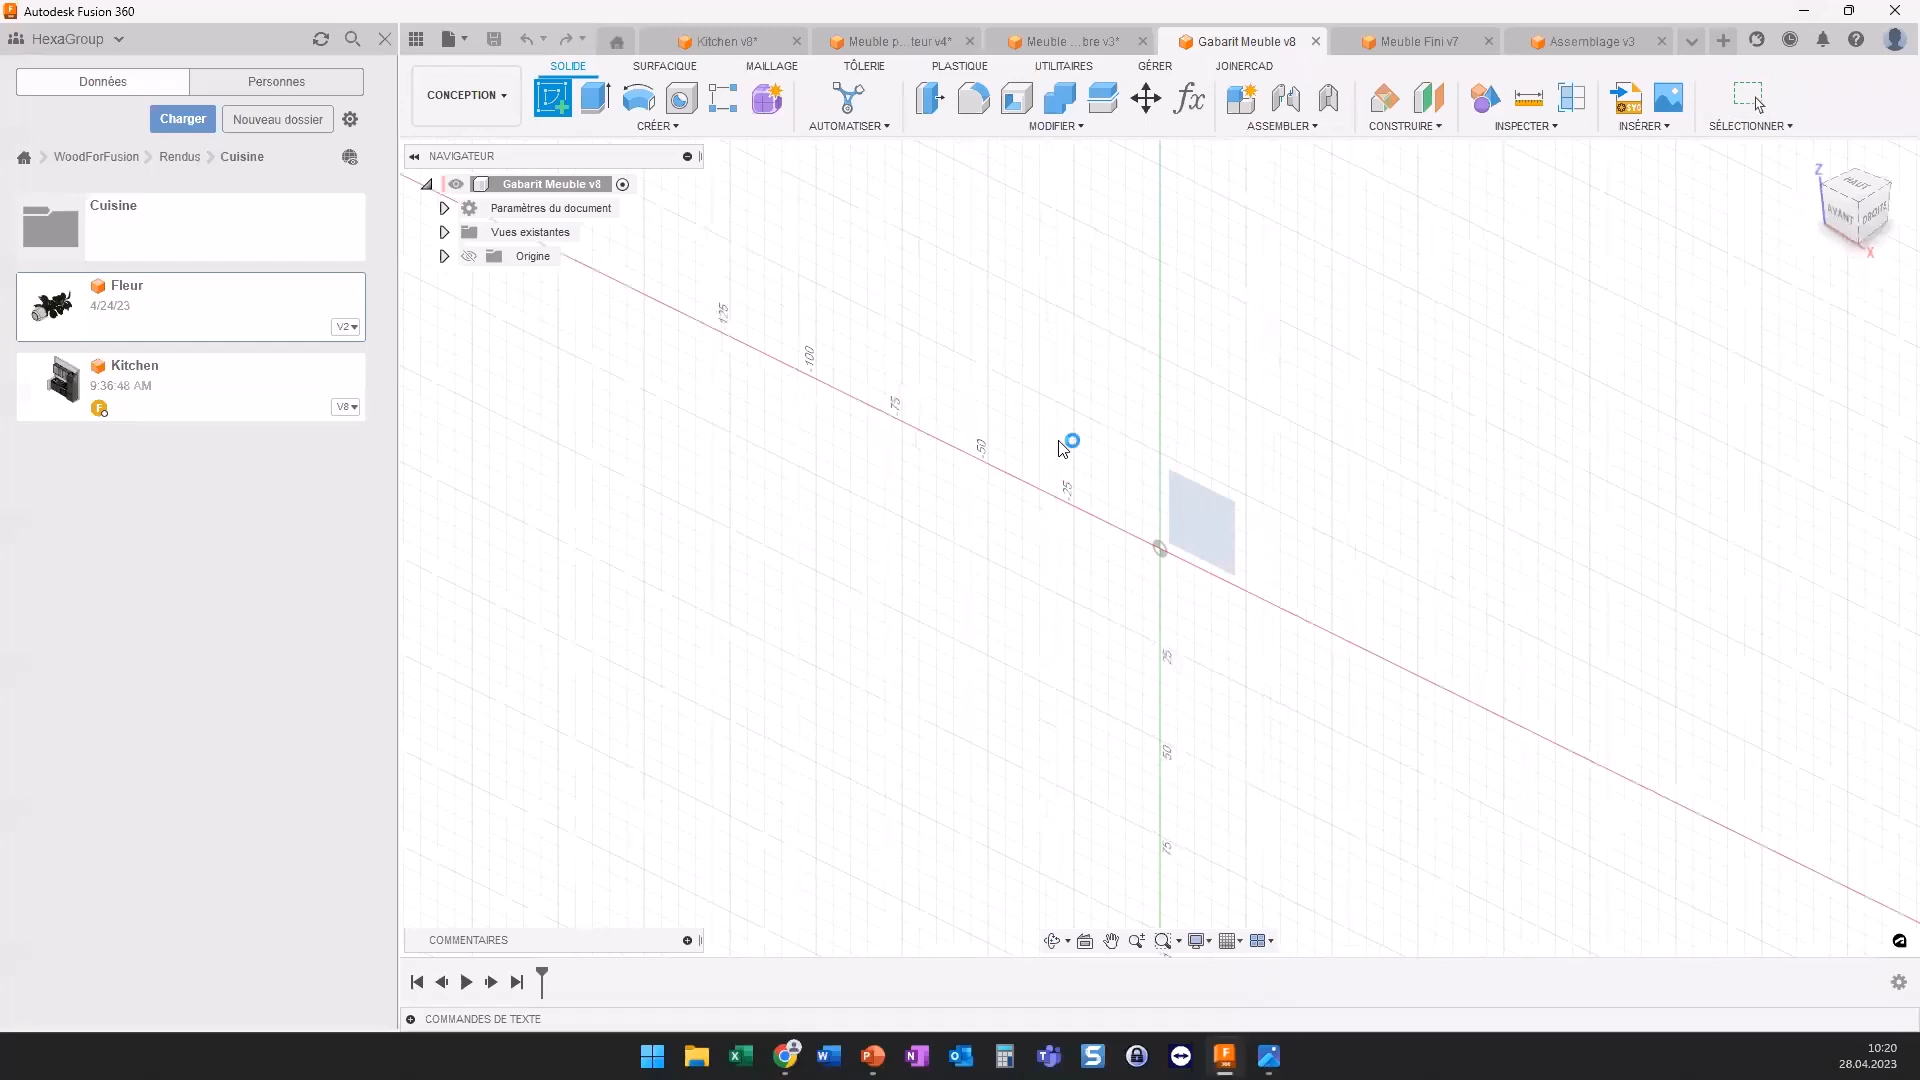 Autodesk Fusion 360
HexaGroup
Données
Personnes
Charger
Nouveau dossier
WoodForFusion
Rendus
Cuisine
Cuisine
Fleur
4/24/23
V2
Kitchen
9:36:48 AM
F
V8
Kitchen v8*
Meuble p...teur v4*
Meuble ...bre v3*
Gabarit Meuble v8
Meuble Fini v7
Assemblage v3
SOLIDE
SURFACIQUE
MAILLAGE
TÔLERIE
PLASTIQUE
UTILITAIRES
GÉRER
JOINERCAD
CONCEPTION
CRÉER
AUTOMATISER
MODIFIER
ASSEMBLER
CONSTRUIRE
INSPECTER
INSÉRER
SÉLECTIONNER
NAVIGATEUR
Gabarit Meuble v8
Paramètres du document
Vues existantes
Origine
125
-100
-75
-50
-25
25
50
75
Z
HAUT
AVANT
DROITE
X
COMMENTAIRES
COMMANDES DE TEXTE
10:20
28.04.2023